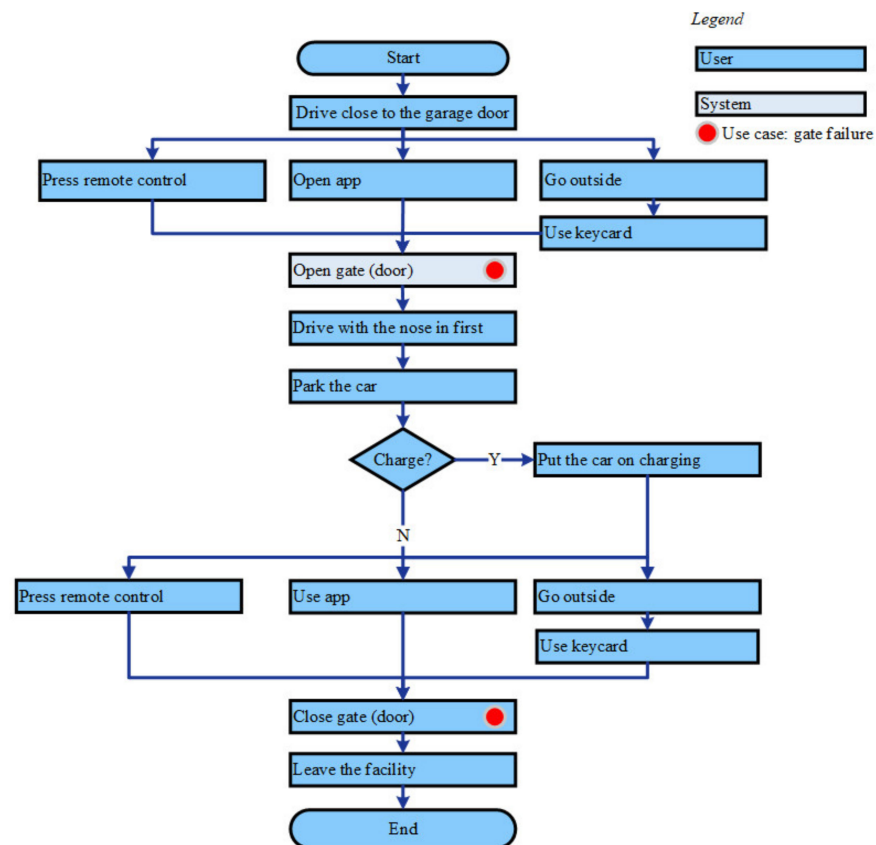 Legend
User
System
Use case: gate failure
Start
Drive close to the garage door
Press remote control
Open app
Go outside
Use keycard
Open gate (door)
Drive with the nose in first
Park the car
Charge?
Y
Put the car on charging
N
Press remote control
Use app
Go outside
Use keycard
Close gate (door)
Leave the facility
End